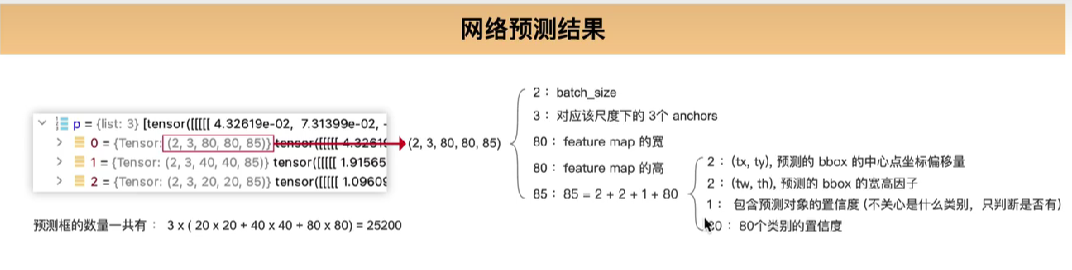 网络预测结果
2： batch_size
3： 对应该尺度下的 3个 anchors
p = {list: 3} [tensor([[[[[ 4.32619e-02, 7.31399e-02, -
0 = {Tensor: (2, 3, 80, 80, 85)} tensor([[[[[ 4.3261 (2, 3, 80, 80, 85)
80： feature map 的宽
1 = {Tensor: (2, 3, 40, 40, 85)} tensor([[[[[ 1.91565
80： feature map 的高
2： (tx, ty), 预测的 bbox 的中心点坐标偏移量
2 = {Tensor: (2, 3, 20, 20, 85)} tensor([[[[[ 1.09609
85： 85 = 2 + 2 + 1 + 80
2： (tw, th), 预测的 bbox 的宽高因子
1： 包含预测对象的置信度 (不关心是什么类别，只判断是否有)
预测框的数量一共有： 3 x ( 20 x 20 + 40 x 40 + 80 x 80) = 25200
80： 80个类别的置信度